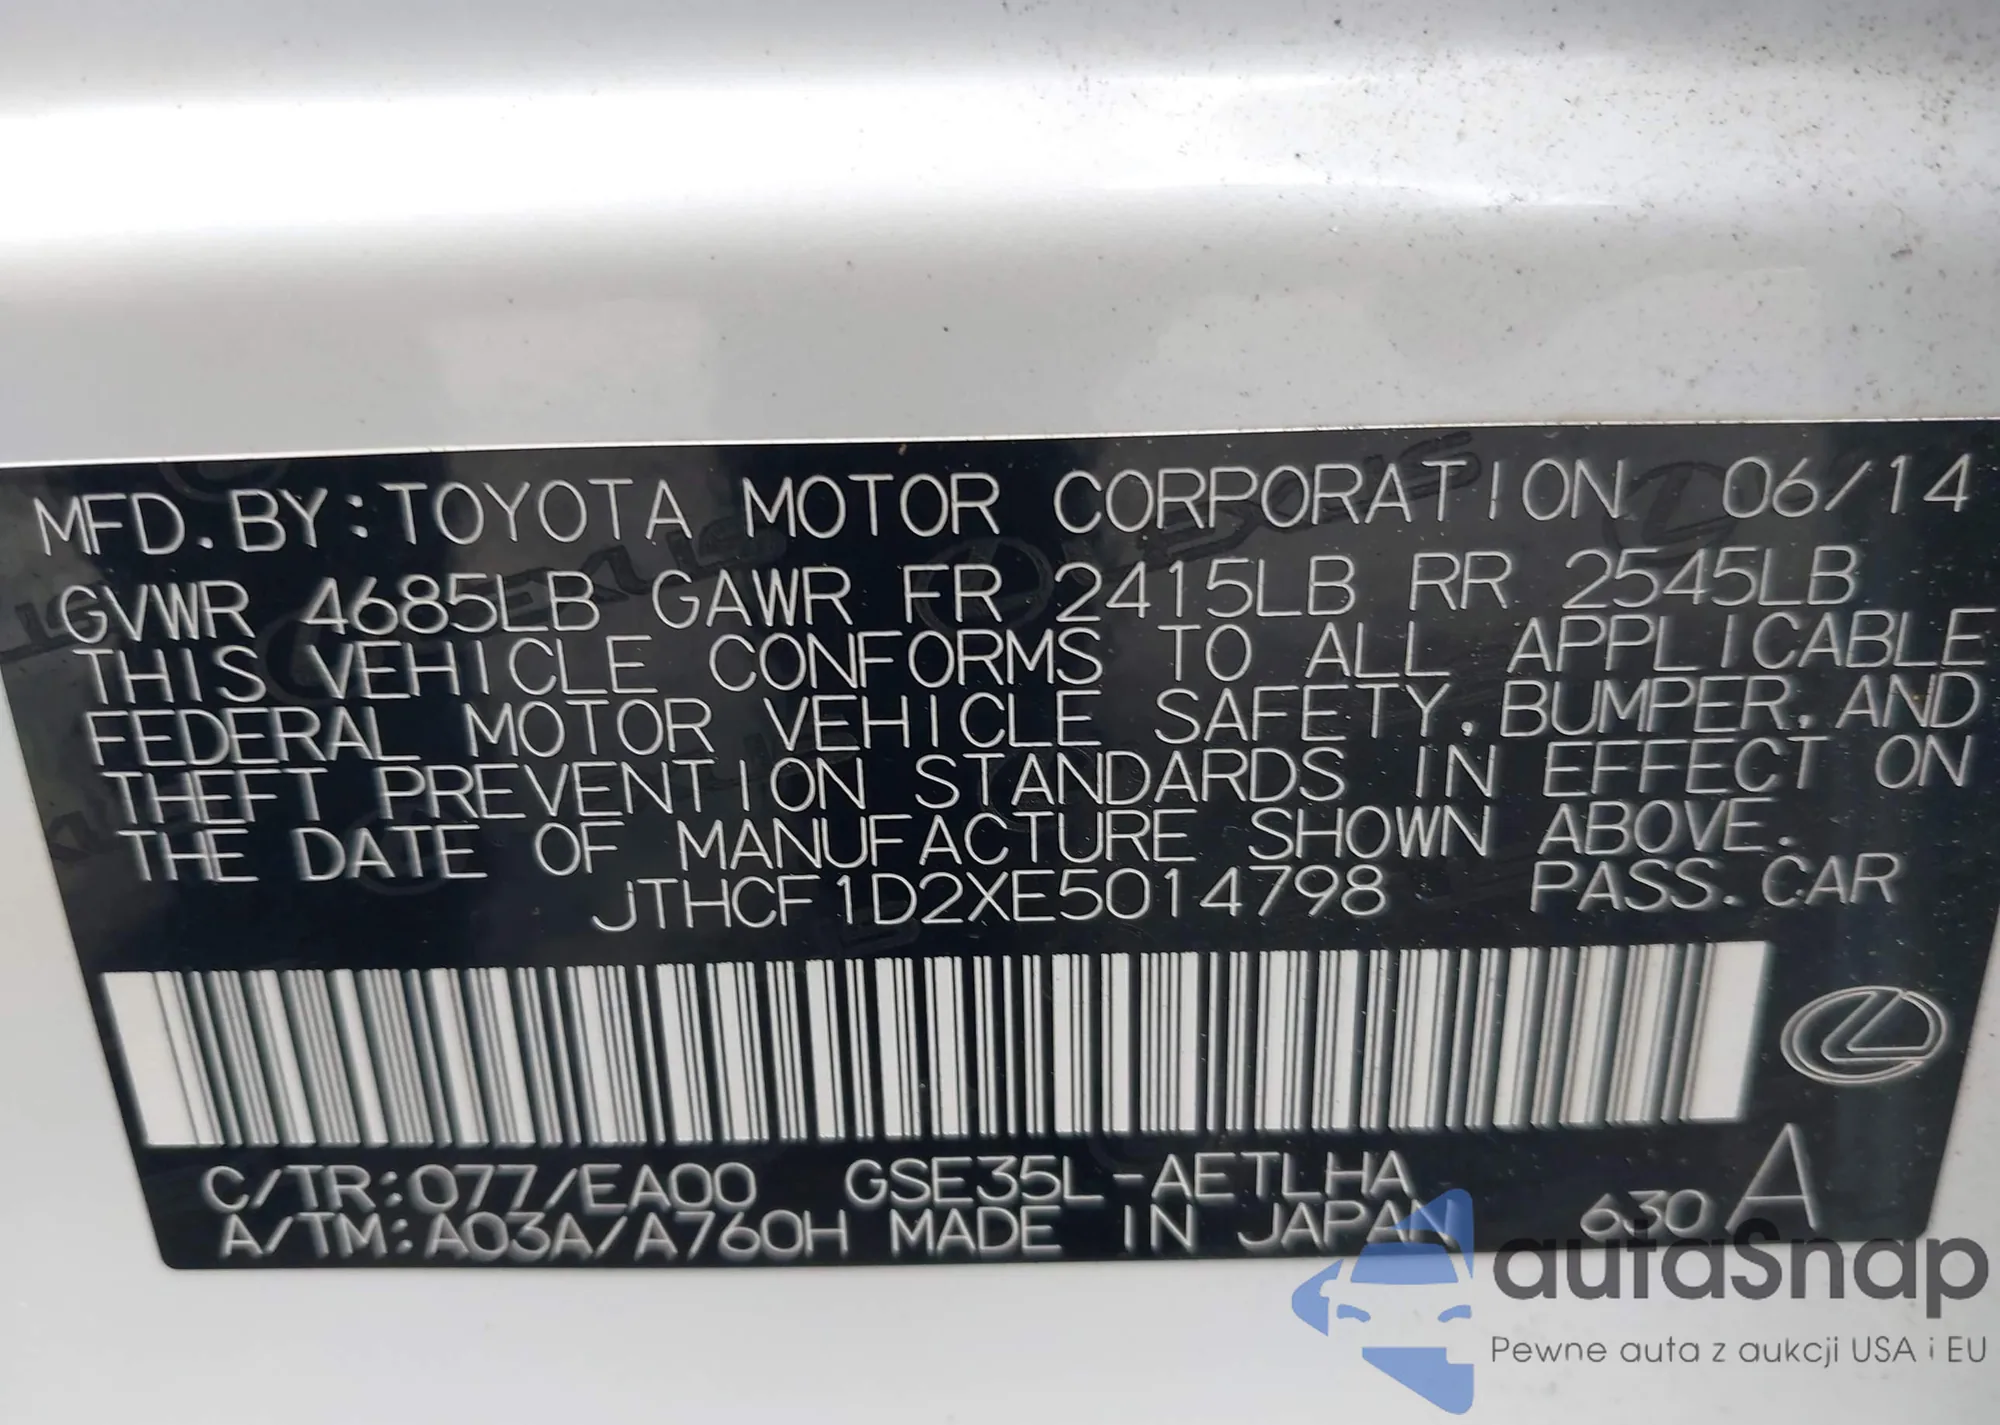 MFD. BY: TOYOTA MOTOR CORPORATION 06/14
GVWR 4685LB GAWR FR 2415LB RR 2545LB
THIS VEHICLE CONFORMS TO ALL APPLICABLE
FEDERAL MOTOR VEHICLE SAFETY, BUMPER, AND
THEFT PREVENTION STANDARDS IN EFFECT ON
THE DATE OF MANUFACTURE SHOWN ABOVE.
JTHCF1D2XE5014798 PASS. CAR
C/TR:077/EA00 GSE35L-AETLHA
A/TM:A03A/A760H MADE IN JAPAN 630 A
autoSnap
Pewne auta z aukcji USA i EU